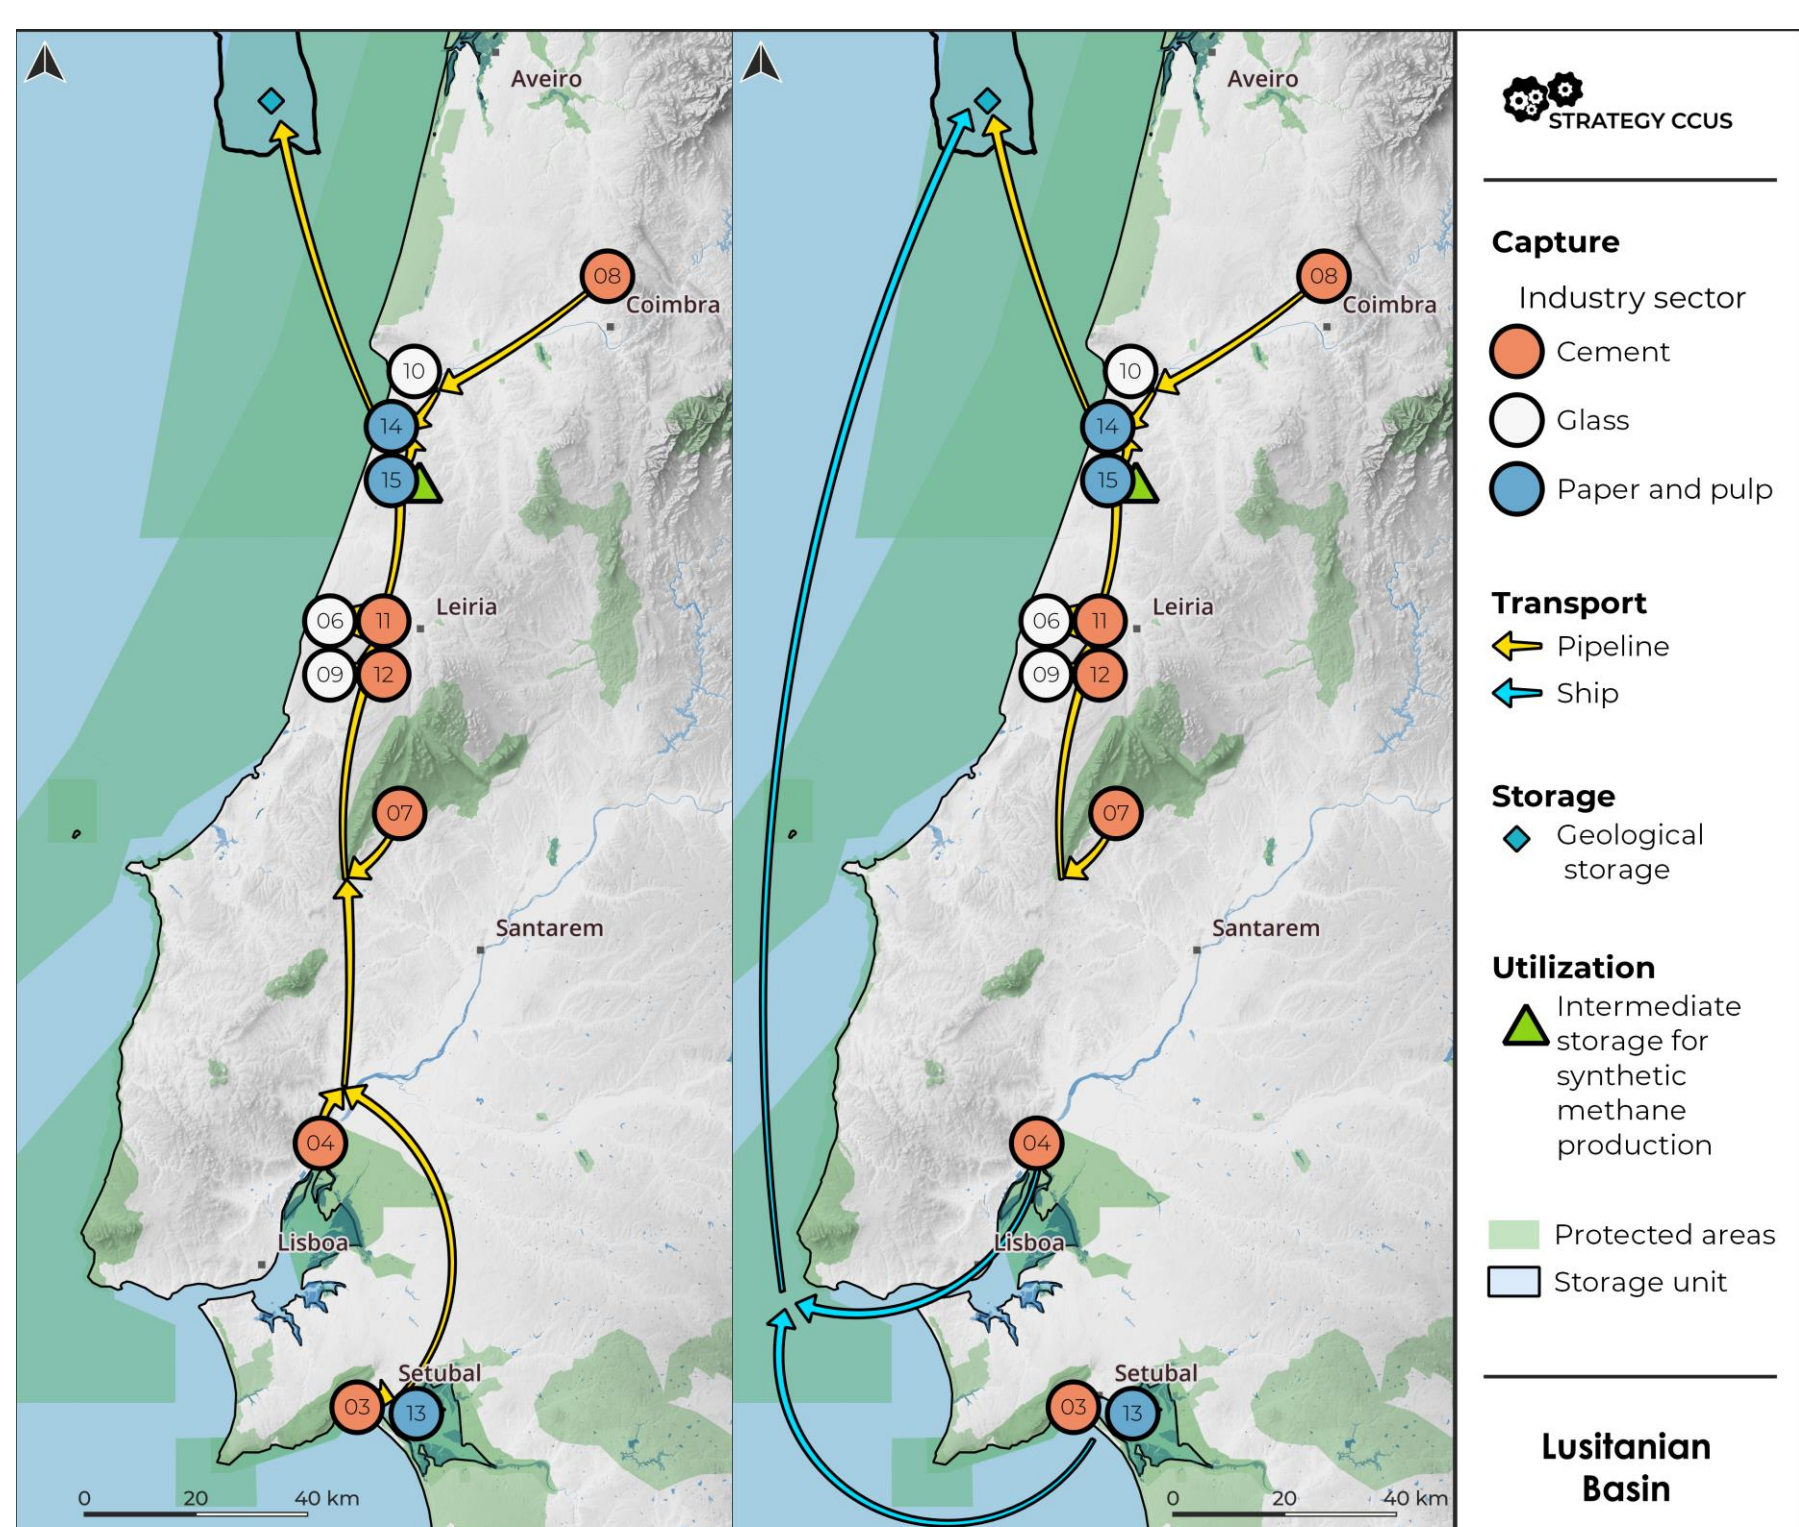 Aveiro
08
Coimbra
10
14
15
Leiria
06
11
09
12
07
Santarem
04
Lisboa
Setubal
03
13
0 20 40 km
Aveiro
08
Coimbra
10
14
15
Leiria
06
11
09
12
07
Santarem
04
Lisboa
Setubal
03
13
0 20 40 km
STRATEGY CCUS
Capture
Industry sector
Cement
Glass
Paper and pulp
Transport
Pipeline
Ship
Storage
Geological
storage
Utilization
Intermediate
storage for
synthetic
methane
production
Protected areas
Storage unit
Lusitanian
Basin